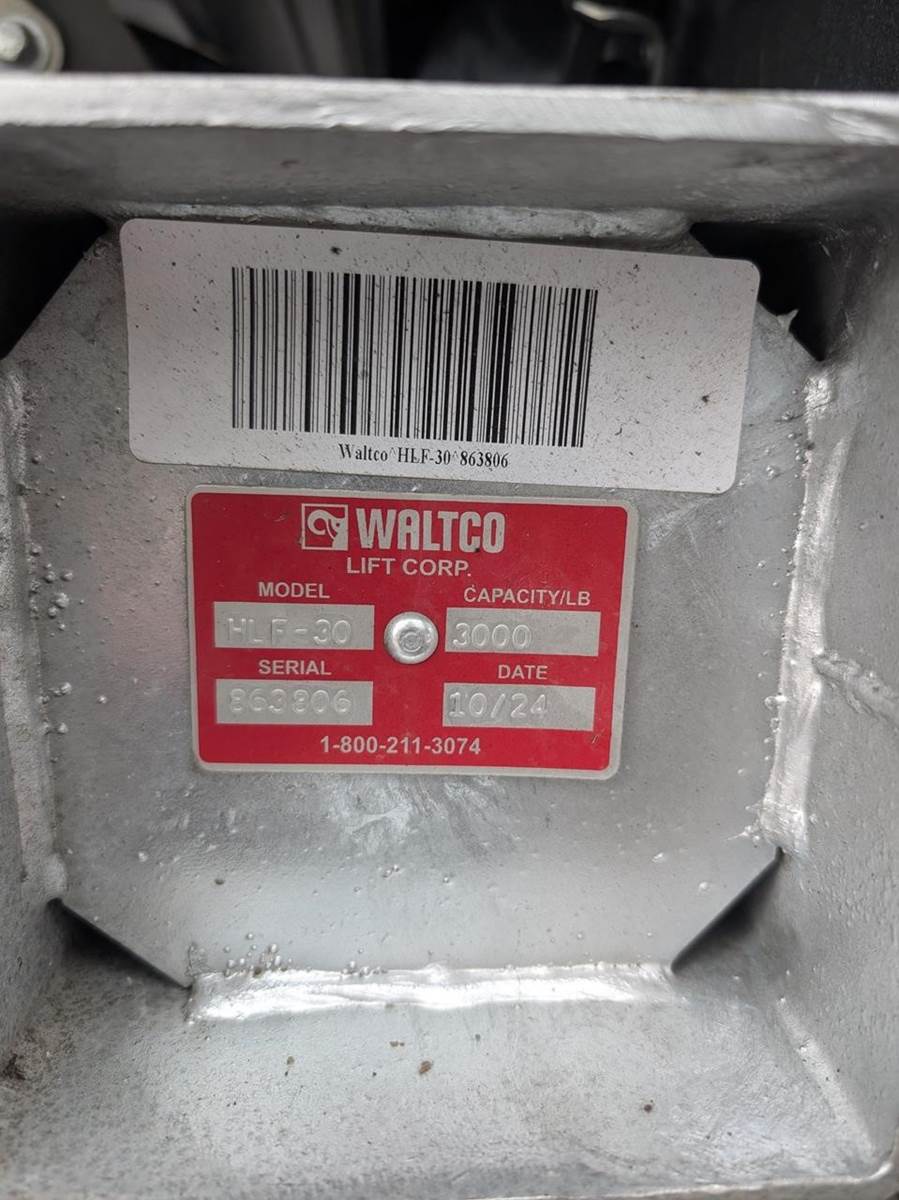 Waltco^HLF-30^863806
WALTCO
LIFT CORP.
MODEL CAPACITY/LB
HLF-30 3000
SERIAL DATE
863806 10/24
1-800-211-3074